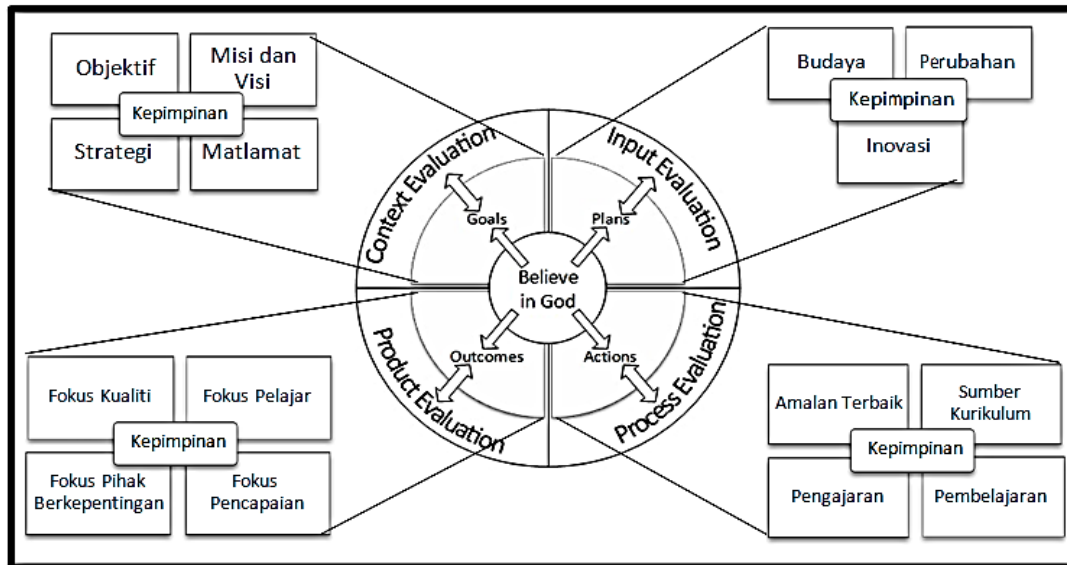 Objektif
Misi dan
Visi
Kepimpinan
Strategi
Matlamat
Budaya
Perubahan
Kepimpinan
Inovasi
Context Evaluation
Input Evaluation
Goals
Plans
Believe
in God
Outcomes
Actions
Product Evaluation
Process Evaluation
Fokus Kualiti
Fokus Pelajar
Kepimpinan
Fokus Pihak
Berkepentingan
Fokus
Pencapaian
Amalan Terbaik
Sumber
Kurikulum
Kepimpinan
Pengajaran
Pembelajaran